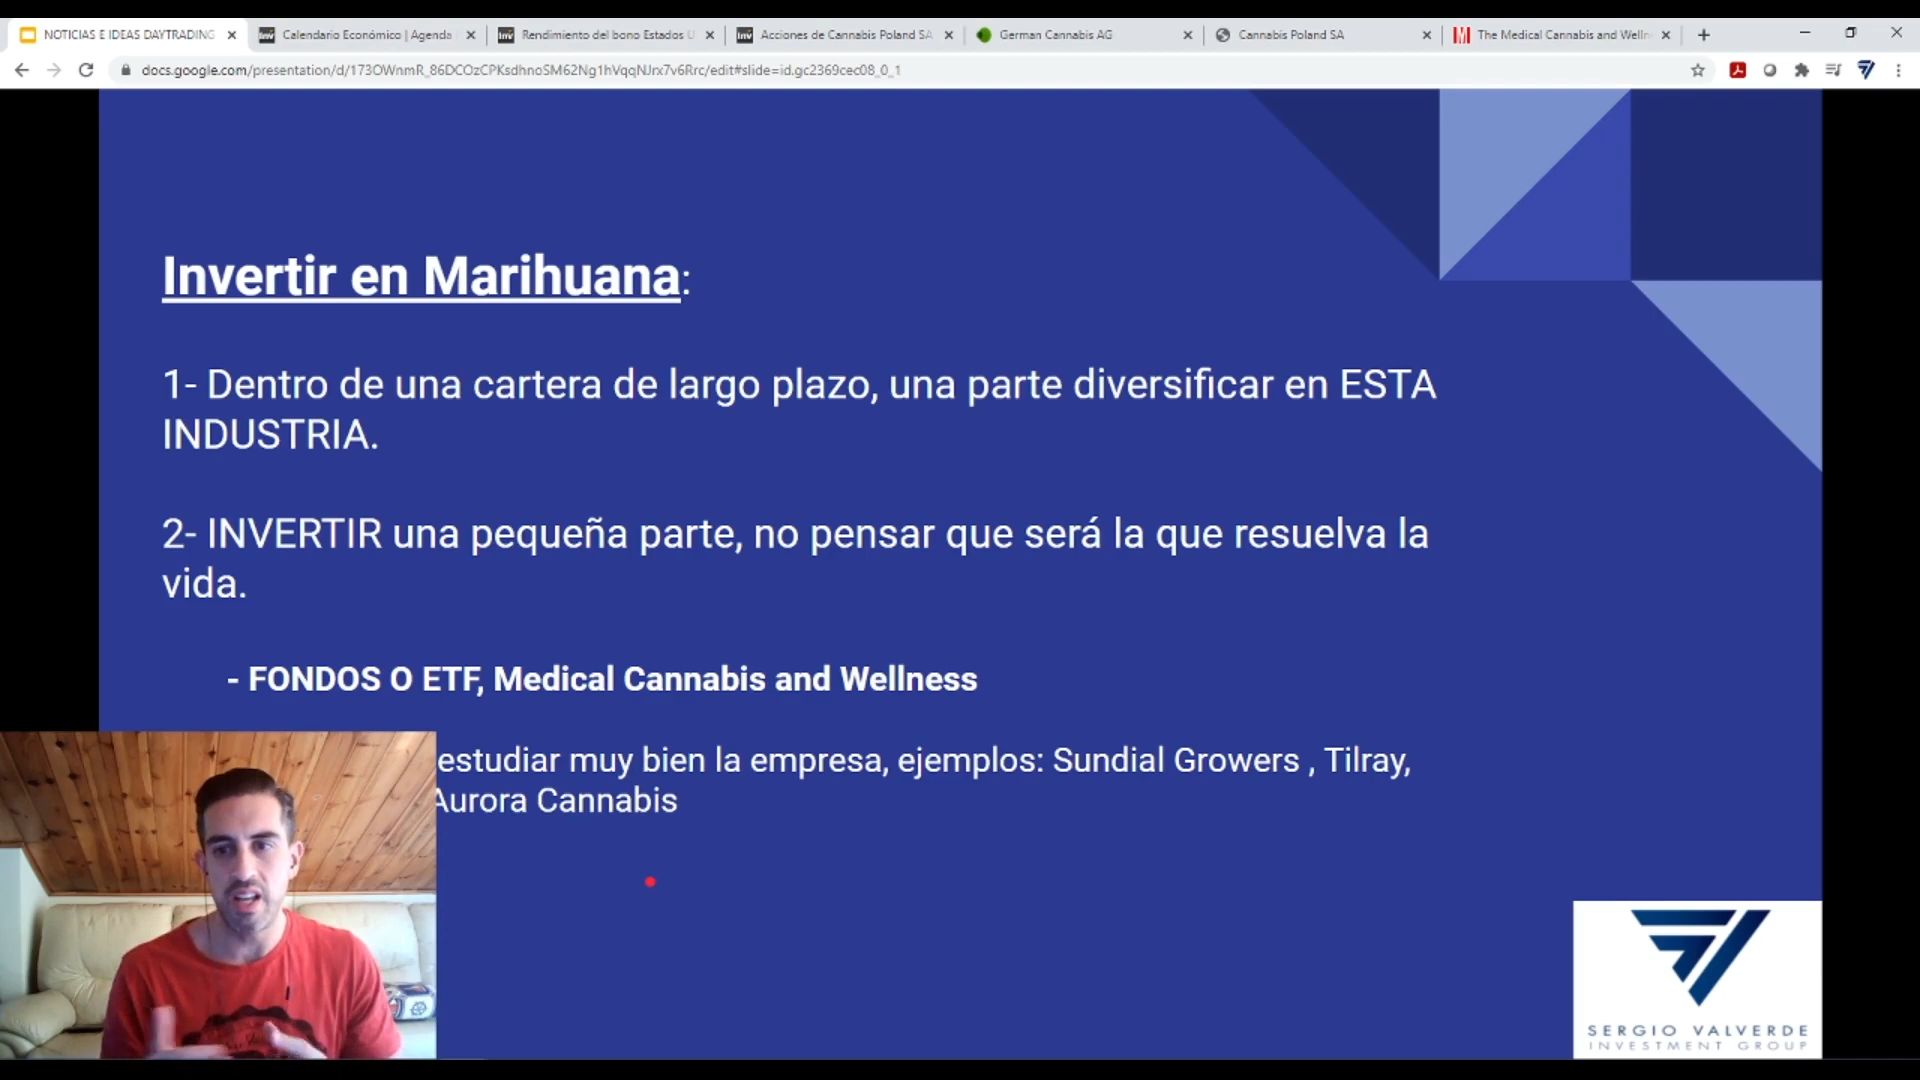 NOTICIAS E IDEAS DAYTRADING
Calendario Económico | Agenda
Rendimiento del bono Estados U
Acciones de Cannabis Poland SA
German Cannabis AG
Cannabis Poland SA
The Medical Cannabis and Welln
docs.google.com/presentation/d/173OWnmR_86DCOzCPKsdhnoSM62Ng1hVqqNJrx7v6Rrc/edit#slide=id.gc2369cec08_0_1
Invertir en Marihuana:
1- Dentro de una cartera de largo plazo, una parte diversificar en ESTA
INDUSTRIA.
2- INVERTIR una pequeña parte, no pensar que será la que resuelva la
vida.
- FONDOS O ETF, Medical Cannabis and Wellness
estudiar muy bien la empresa, ejemplos: Sundial Growers , Tilray,
Aurora Cannabis
SERGIO VALVERDE
INVESTMENT GROUP